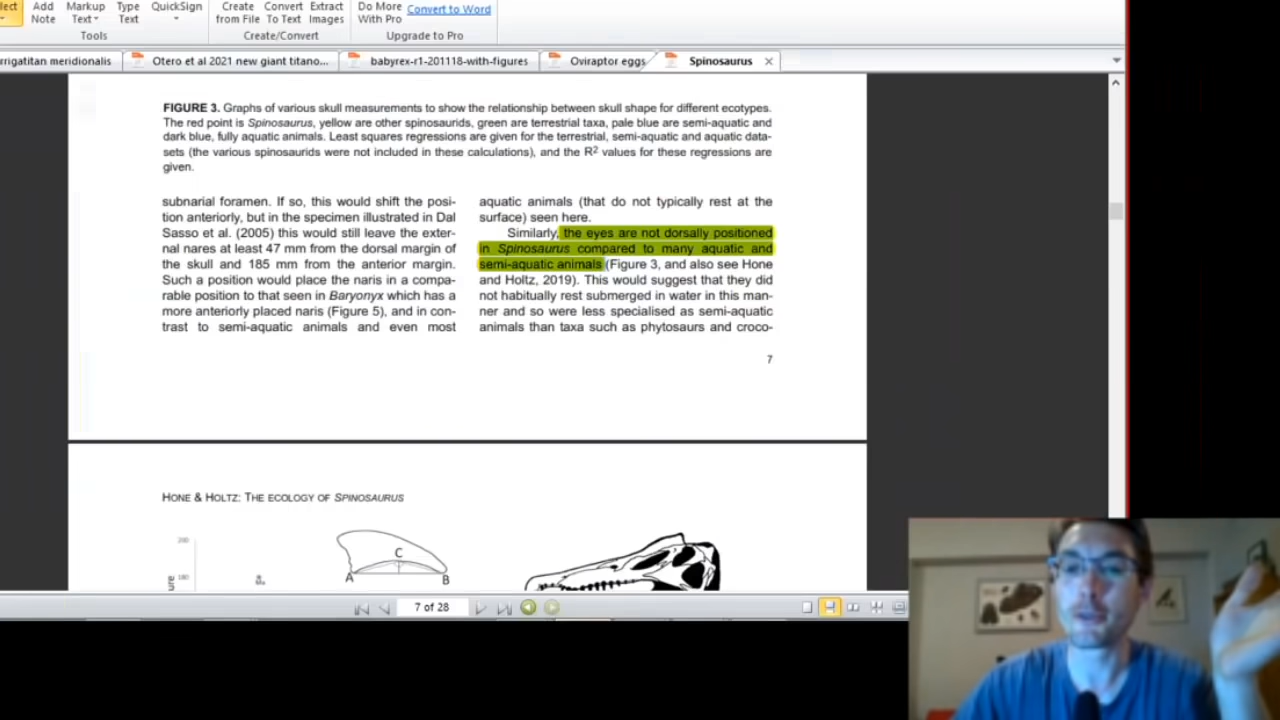 Add Markup Type QuickSign Create Convert Extract Do More Convert to Word
Note Text Text from File To Text Images With Pro
Tools Create/Convert Upgrade to Pro
rrigatitan meridionalis Otero et al 2021 new giant titano... babyrex-r1-201118-with-figures Oviraptor eggs Spinosaurus
FIGURE 3. Graphs of various skull measurements to show the relationship between skull shape for different ecotypes.
The red point is Spinosaurus, yellow are other spinosaurids, green are terrestrial taxa, pale blue are semi-aquatic and
dark blue, fully aquatic animals. Least squares regressions are given for the terrestrial, semi-aquatic and aquatic data-
sets (the various spinosaurids were not included in these calculations), and the R2 values for these regressions are
given.
subnarial foramen. If so, this would shift the posi-
tion anteriorly, but in the specimen illustrated in Dal
Sasso et al. (2005) this would still leave the exter-
nal nares at least 47 mm from the dorsal margin of
the skull and 185 mm from the anterior margin.
Such a position would place the naris in a compa-
rable position to that seen in Baryonyx which has a
more anteriorly placed naris (Figure 5), and in con-
trast to semi-aquatic animals and even most
aquatic animals (that do not typically rest at the
surface) seen here.
Similarly, the eyes are not dorsally positioned
in Spinosaurus compared to many aquatic and
semi-aquatic animals (Figure 3, and also see Hone
and Holtz, 2019). This would suggest that they did
not habitually rest submerged in water in this man-
ner and so were less specialised as semi-aquatic
animals than taxa such as phytosaurs and croco-
7
HONE & HOLTZ: THE ECOLOGY OF SPINOSAURUS
200
180
C
A B
7 of 28